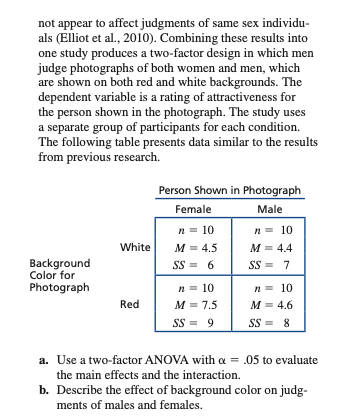 not appear to affect judgments of same sex individu-
als (Elliot et al., 2010). Combining these results into
one study produces a two-factor design in which men
judge photographs of both women and men, which
are shown on both red and white backgrounds. The
dependent variable is a rating of attractiveness for
the person shown in the photograph. The study uses
a separate group of participants for each condition.
The following table presents data similar to the results
from previous research.
Person Shown in Photograph
Female Male
n = 10 n = 10
White M = 4.5 M = 4.4
SS = 6 SS = 7
Background
Color for
Photograph
n = 10 n = 10
Red M = 7.5 M = 4.6
SS = 9 SS = 8
a. Use a two-factor ANOVA with α = .05 to evaluate
the main effects and the interaction.
b. Describe the effect of background color on judg-
ments of males and females.